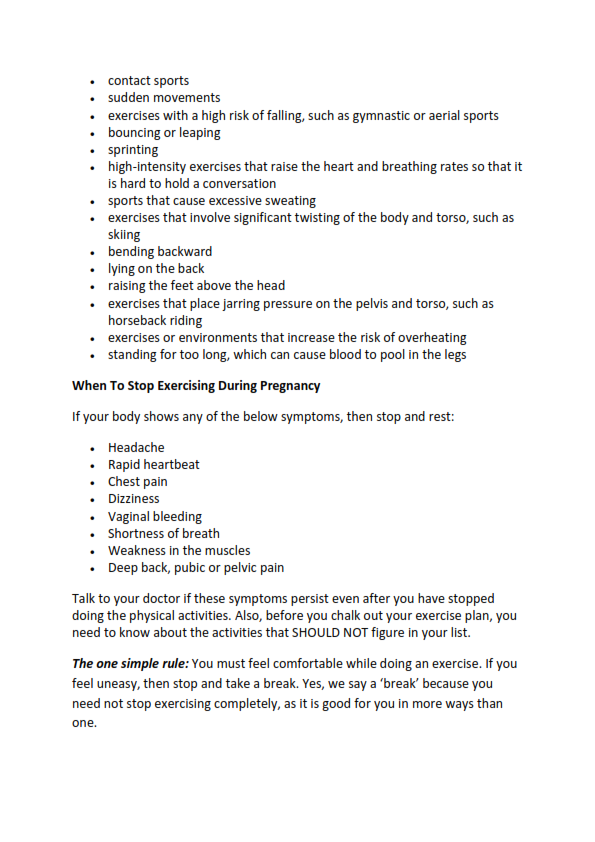 • contact sports
• sudden movements
• exercises with a high risk of falling, such as gymnastic or aerial sports
• bouncing or leaping
• sprinting
• high-intensity exercises that raise the heart and breathing rates so that it
is hard to hold a conversation
• sports that cause excessive sweating
• exercises that involve significant twisting of the body and torso, such as
skiing
• bending backward
• lying on the back
• raising the feet above the head
• exercises that place jarring pressure on the pelvis and torso, such as
horseback riding
• exercises or environments that increase the risk of overheating
• standing for too long, which can cause blood to pool in the legs
When To Stop Exercising During Pregnancy
If your body shows any of the below symptoms, then stop and rest:
• Headache
• Rapid heartbeat
• Chest pain
• Dizziness
• Vaginal bleeding
• Shortness of breath
• Weakness in the muscles
• Deep back, pubic or pelvic pain
Talk to your doctor if these symptoms persist even after you have stopped
doing the physical activities. Also, before you chalk out your exercise plan, you
need to know about the activities that SHOULD NOT figure in your list.
The one simple rule: You must feel comfortable while doing an exercise. If you
feel uneasy, then stop and take a break. Yes, we say a ‘break’ because you
need not stop exercising completely, as it is good for you in more ways than
one.